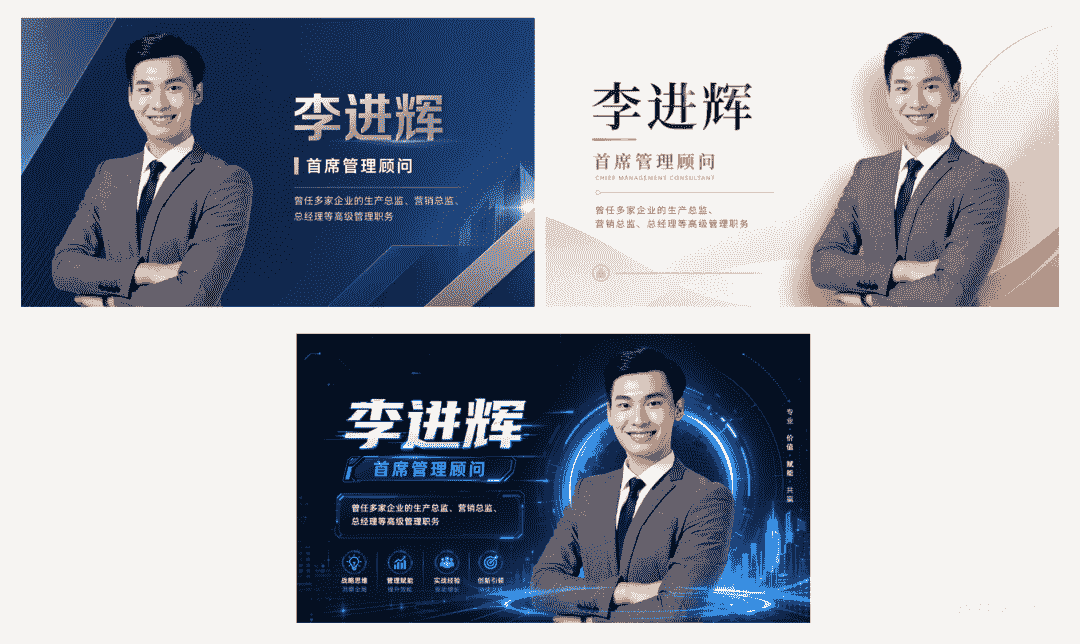 李进辉
首席管理顾问
曾任多家企业的生产总监、营销总监、
总经理等高级管理职务
李进辉
首席管理顾问
CHIEF MANAGEMENT CONSULTANT
曾任多家企业的生产总监、
营销总监、总经理等高级管理职务
李进辉
首席管理顾问
曾任多家企业的生产总监、营销总监、
总经理等高级管理职务
战略思维 管理赋能 实战经验 创新引领
专业·价值·赋能·共赢